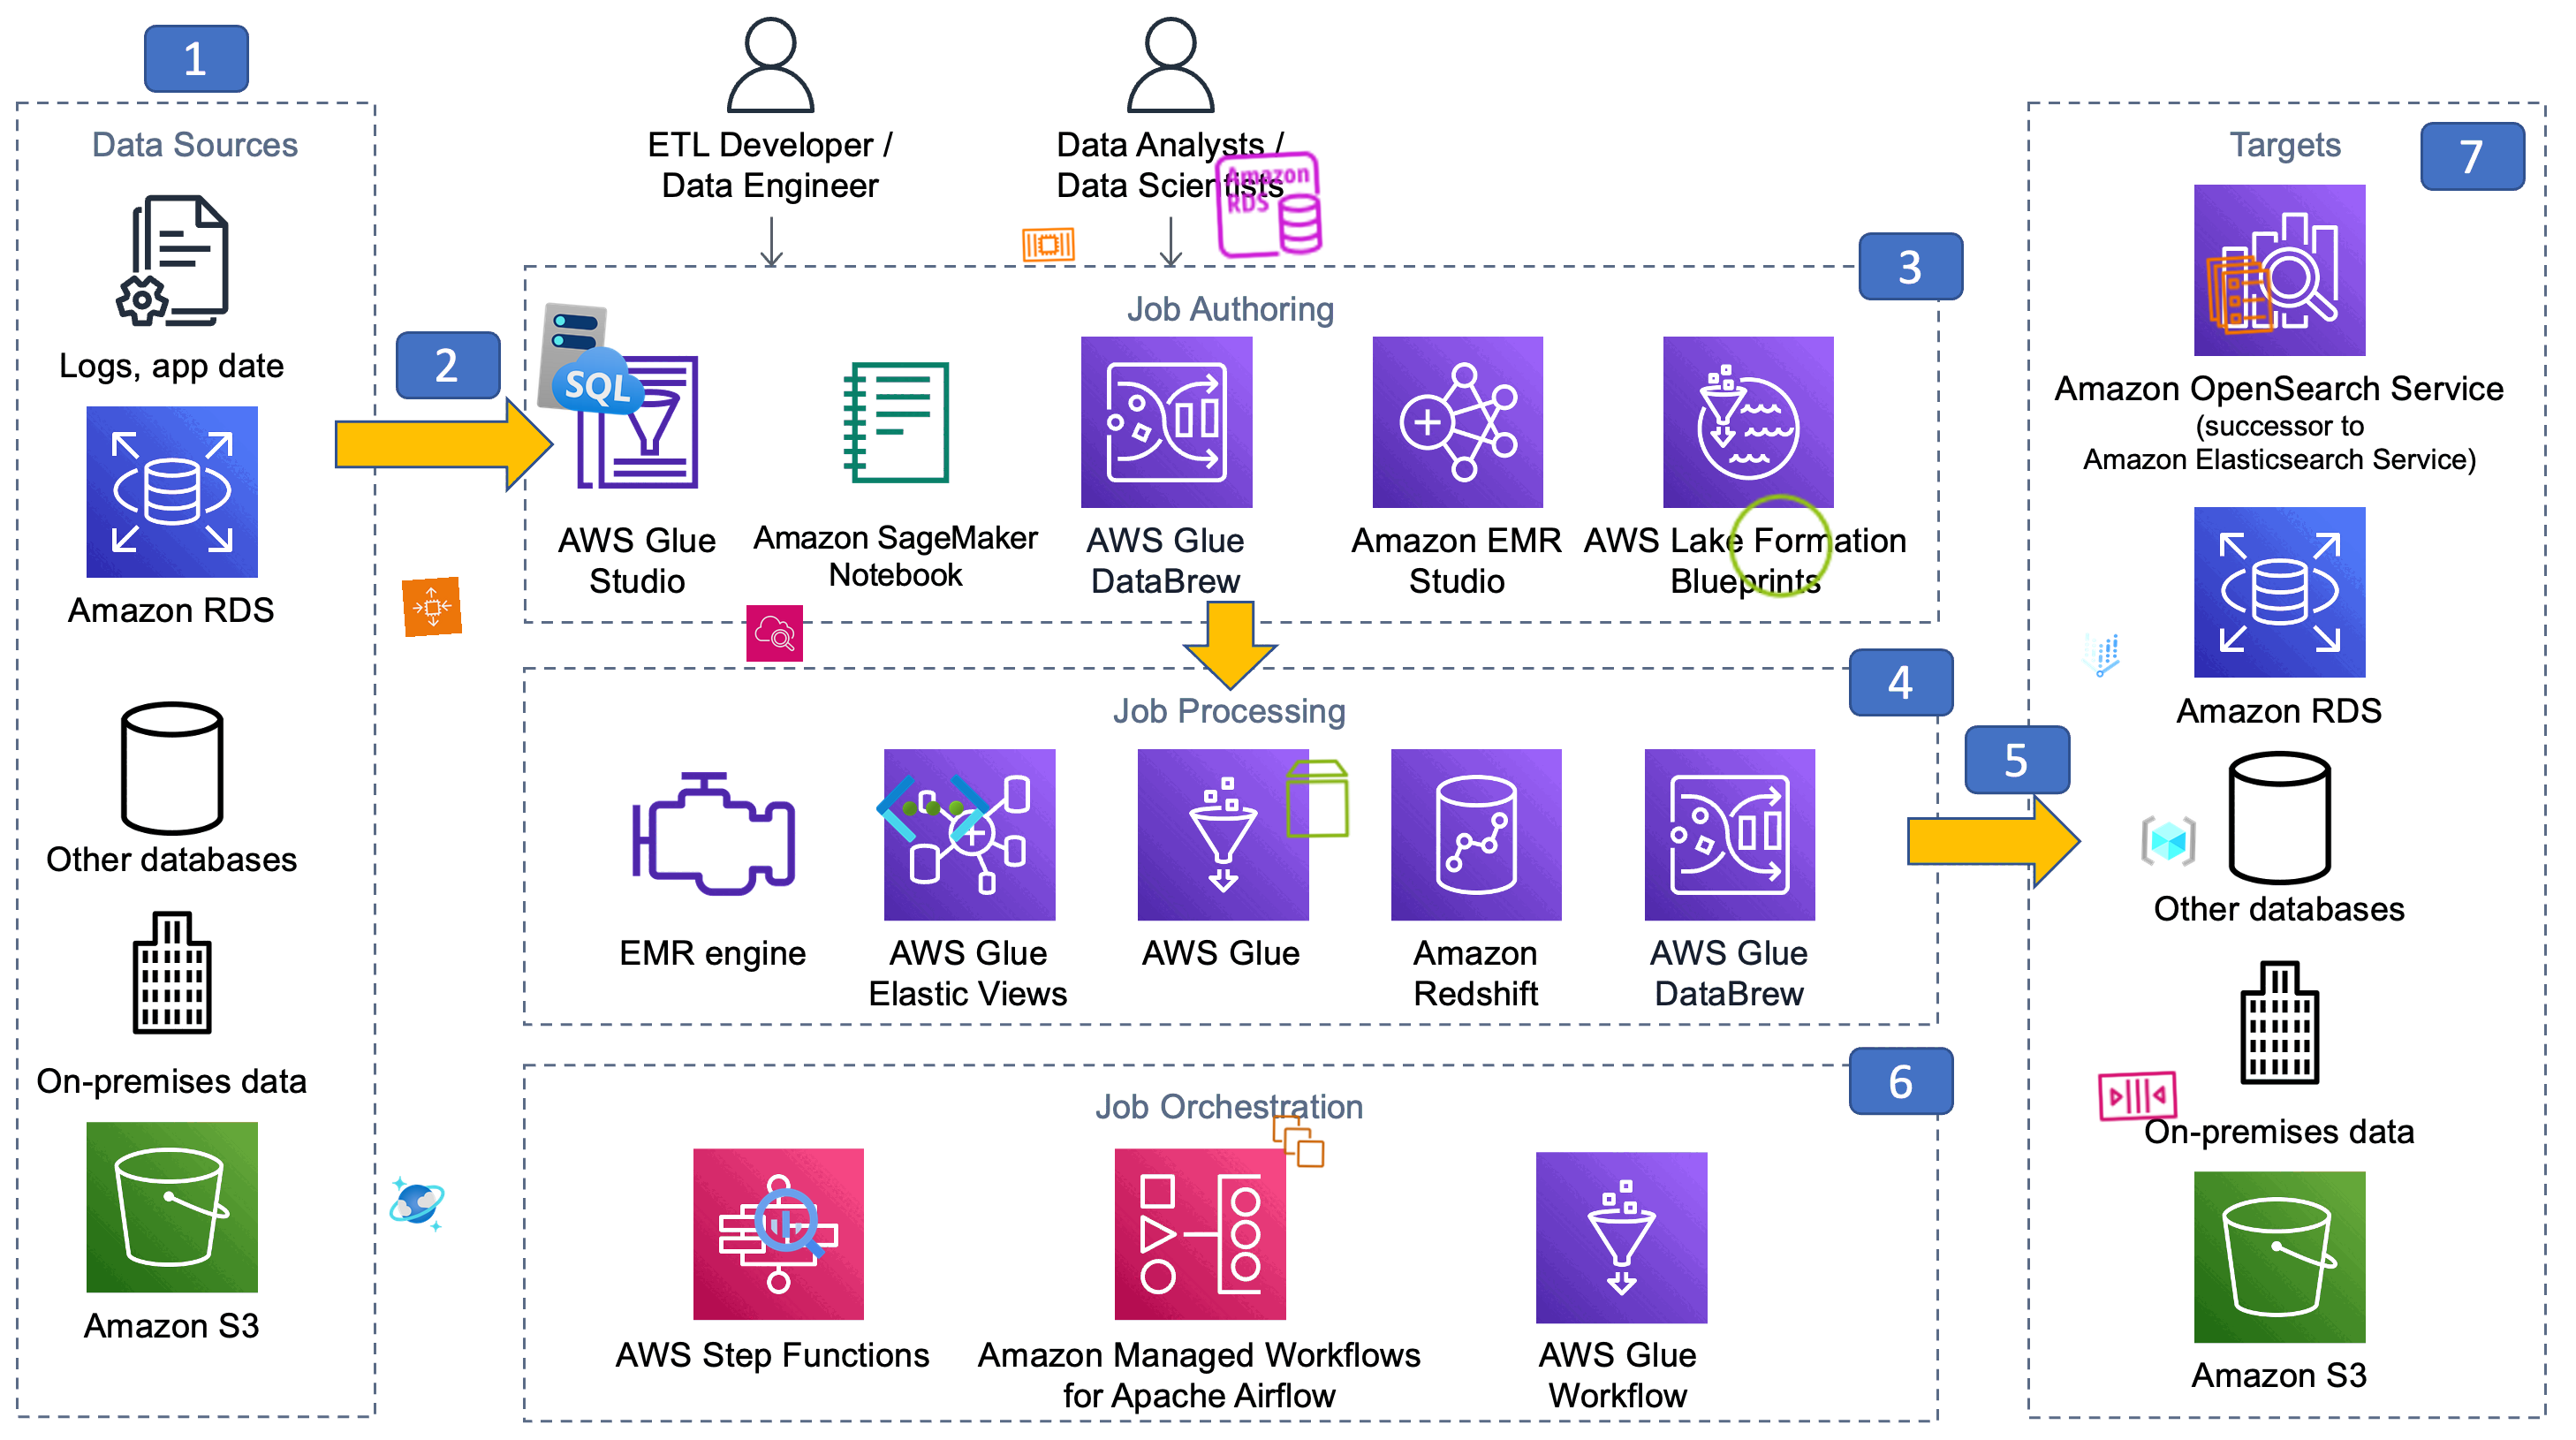 1
Data Sources
Logs, app date
Amazon RDS
Other databases
On-premises data
Amazon S3
2
ETL Developer /
Data Engineer
Data Analysts /
Data Scientists
Amazon
RDS
3
Job Authoring
SQL
AWS Glue
Studio
Amazon SageMaker
Notebook
AWS Glue
DataBrew
Amazon EMR
Studio
AWS Lake Formation
Blueprints
4
Job Processing
EMR engine
AWS Glue
Elastic Views
AWS Glue
Amazon
Redshift
AWS Glue
DataBrew
5
6
Job Orchestration
AWS Step Functions
Amazon Managed Workflows
for Apache Airflow
AWS Glue
Workflow
7
Targets
Amazon OpenSearch Service
(successor to
Amazon Elasticsearch Service)
Amazon RDS
Other databases
On-premises data
Amazon S3